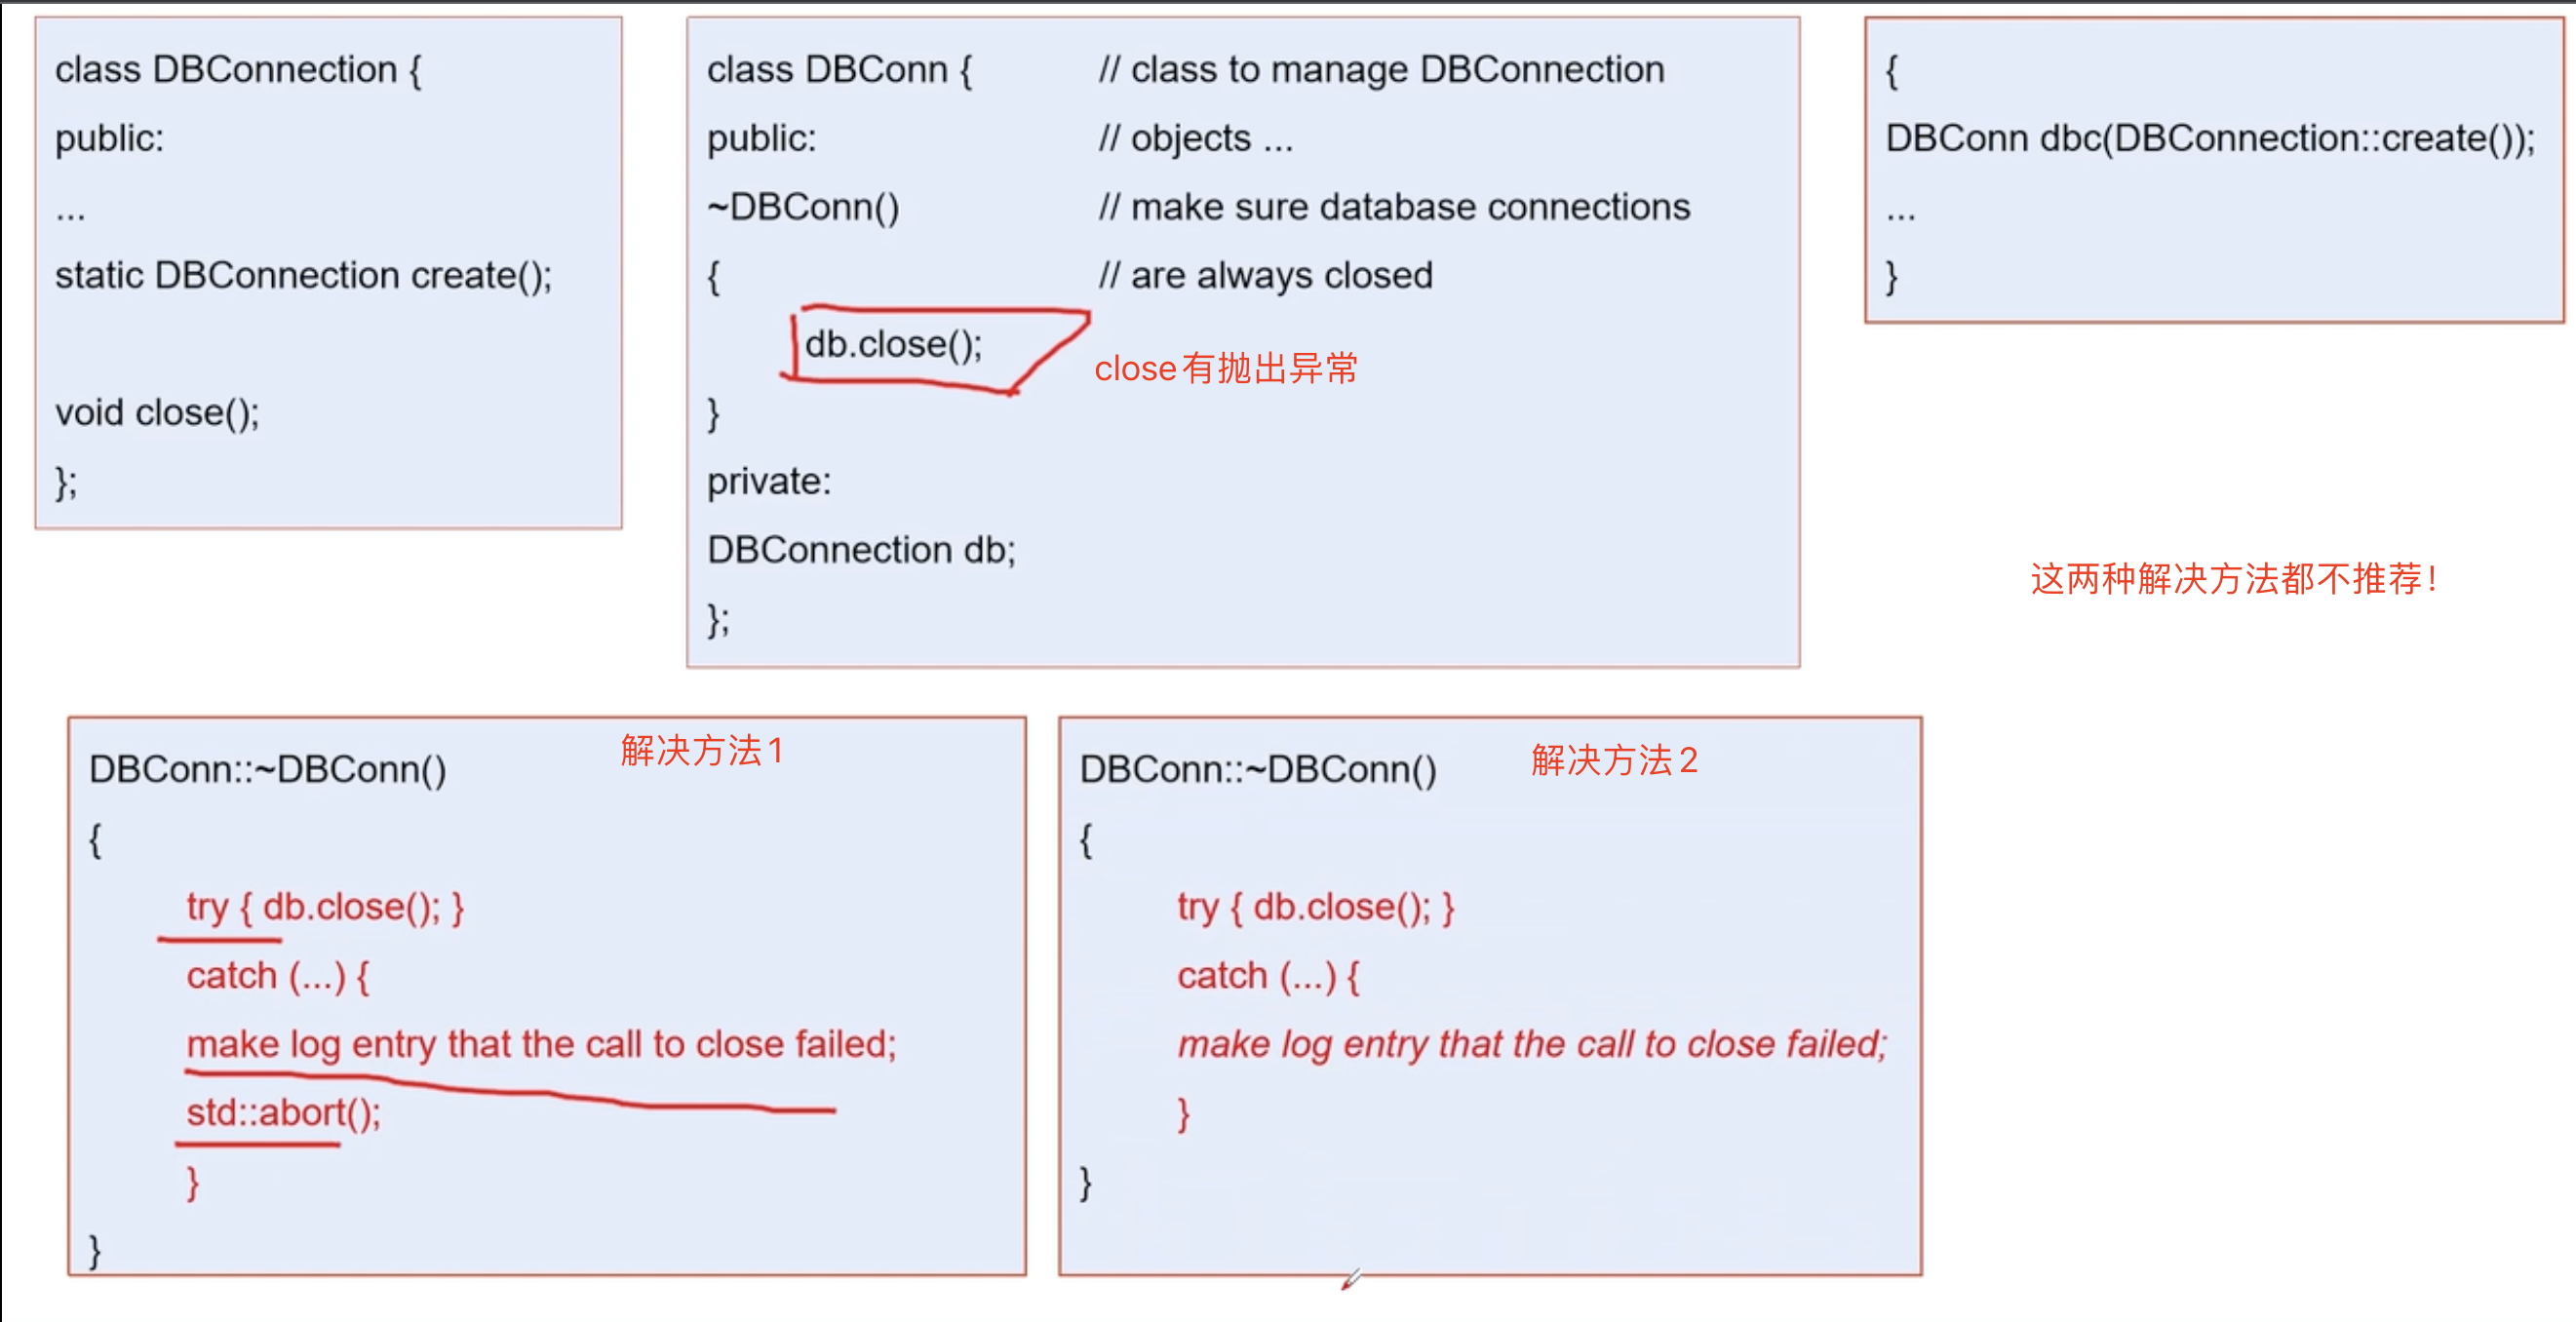 class DBConnection {
public:
...
static DBConnection create();
void close();
};
class DBConn { // class to manage DBConnection
public: // objects ...
~DBConn() // make sure database connections
{ // are always closed
db.close();
close有抛出异常
}
private:
DBConnection db;
};
{
DBConn dbc(DBConnection::create());
...
}
这两种解决方法都不推荐！
DBConn::~DBConn() 解决方法1
{
try { db.close(); }
catch (...) {
make log entry that the call to close failed;
std::abort();
}
}
DBConn::~DBConn() 解决方法2
{
try { db.close(); }
catch (...) {
make log entry that the call to close failed;
}
}